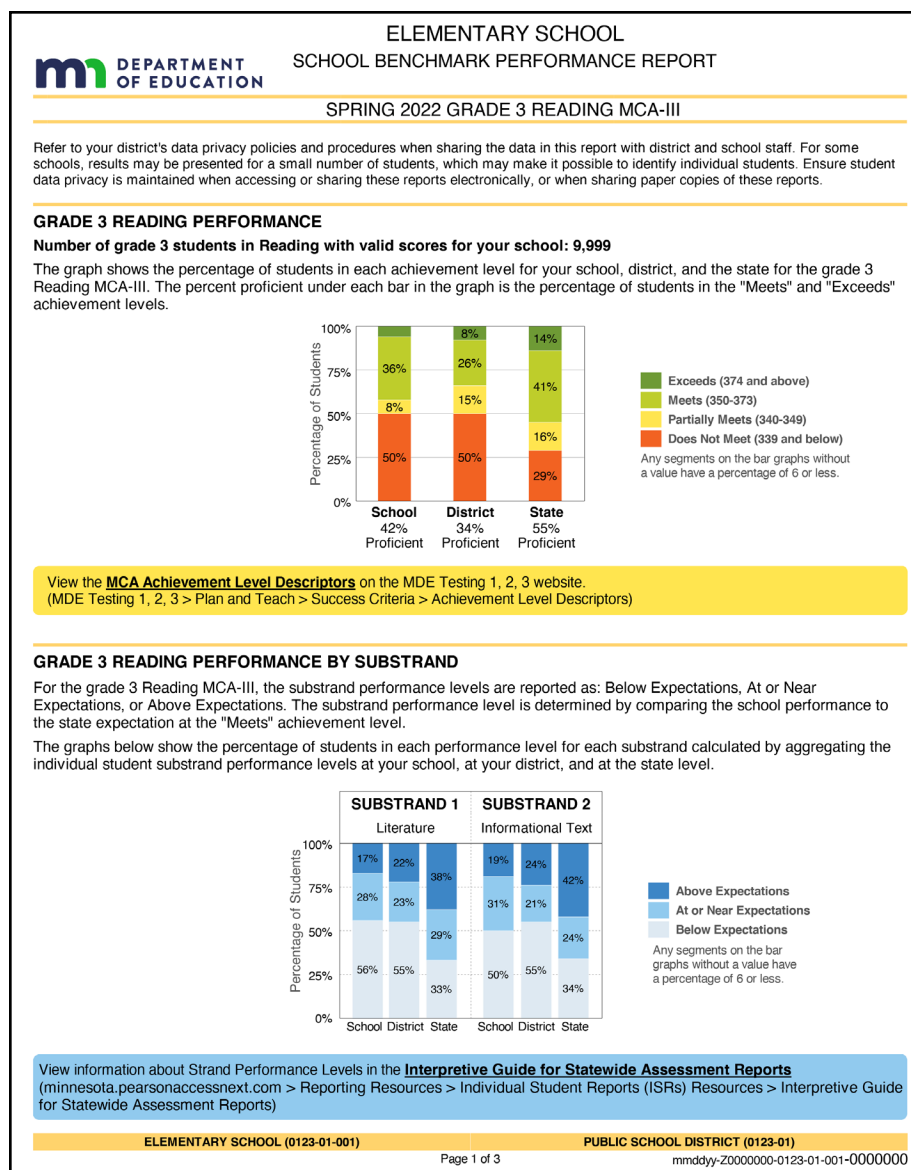 ELEMENTARY SCHOOL
SCHOOL BENCHMARK PERFORMANCE REPORT
mn DEPARTMENT
OF EDUCATION
SPRING 2022 GRADE 3 READING MCA-III
Refer to your district's data privacy policies and procedures when sharing the data in this report with district and school staff. For some
schools, results may be presented for a small number of students, which may make it possible to identify individual students. Ensure student
data privacy is maintained when accessing or sharing these reports electronically, or when sharing paper copies of these reports.
GRADE 3 READING PERFORMANCE
Number of grade 3 students in Reading with valid scores for your school: 9,999
The graph shows the percentage of students in each achievement level for your school, district, and the state for the grade 3
Reading MCA-III. The percent proficient under each bar in the graph is the percentage of students in the "Meets" and "Exceeds"
achievement levels.
Percentage of Students
100%
75%
50%
25%
0%
36%
8%
50%
8%
26%
15%
50%
14%
41%
16%
29%
School District State
42% 34% 55%
Proficient Proficient Proficient
Exceeds (374 and above)
Meets (350-373)
Partially Meets (340-349)
Does Not Meet (339 and below)
Any segments on the bar graphs without
a value have a percentage of 6 or less.
View the MCA Achievement Level Descriptors on the MDE Testing 1, 2, 3 website.
(MDE Testing 1, 2, 3 > Plan and Teach > Success Criteria > Achievement Level Descriptors)
GRADE 3 READING PERFORMANCE BY SUBSTRAND
For the grade 3 Reading MCA-III, the substrand performance levels are reported as: Below Expectations, At or Near
Expectations, or Above Expectations. The substrand performance level is determined by comparing the school performance to
the state expectation at the "Meets" achievement level.
The graphs below show the percentage of students in each performance level for each substrand calculated by aggregating the
individual student substrand performance levels at your school, at your district, and at the state level.
SUBSTRAND 1 SUBSTRAND 2
Literature Informational Text
Percentage of Students
100%
75%
50%
25%
0%
17%
28%
56%
22%
23%
55%
38%
29%
33%
19%
31%
50%
24%
21%
55%
42%
24%
34%
School District State School District State
Above Expectations
At or Near Expectations
Below Expectations
Any segments on the bar
graphs without a value have
a percentage of 6 or less.
View information about Strand Performance Levels in the Interpretive Guide for Statewide Assessment Reports
(minnesota.pearsonaccessnext.com > Reporting Resources > Individual Student Reports (ISRs) Resources > Interpretive Guide
for Statewide Assessment Reports)
ELEMENTARY SCHOOL (0123-01-001) PUBLIC SCHOOL DISTRICT (0123-01)
Page 1 of 3 mmddyy-Z0000000-0123-01-001-0000000